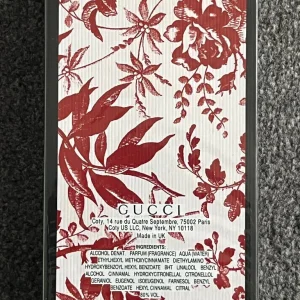 GUCCI
Coty, 14 rue du Quatre Septembre, 75002 Paris
Coty US LLC, New York, NY 10118
Made in UK
INGREDIENTS:
ALCOHOL DENAT. PARFUM (FRAGRANCE) AQUA (WATER)
ETHYLHEXYL METHOXYCINNAMATE DIETHYLAMINO
HYDROXYBENZOYL HEXYL BENZOATE BHT LINALOOL BENZYL
ALCOHOL HYDROXYCITRONELLAL CITRONELLOL
GERANIOL EUGENOL ISOEUGENOL FARNESOL BENZYL
BENZOATE HEXYL CINNAMAL CITRAL
80% VOL.